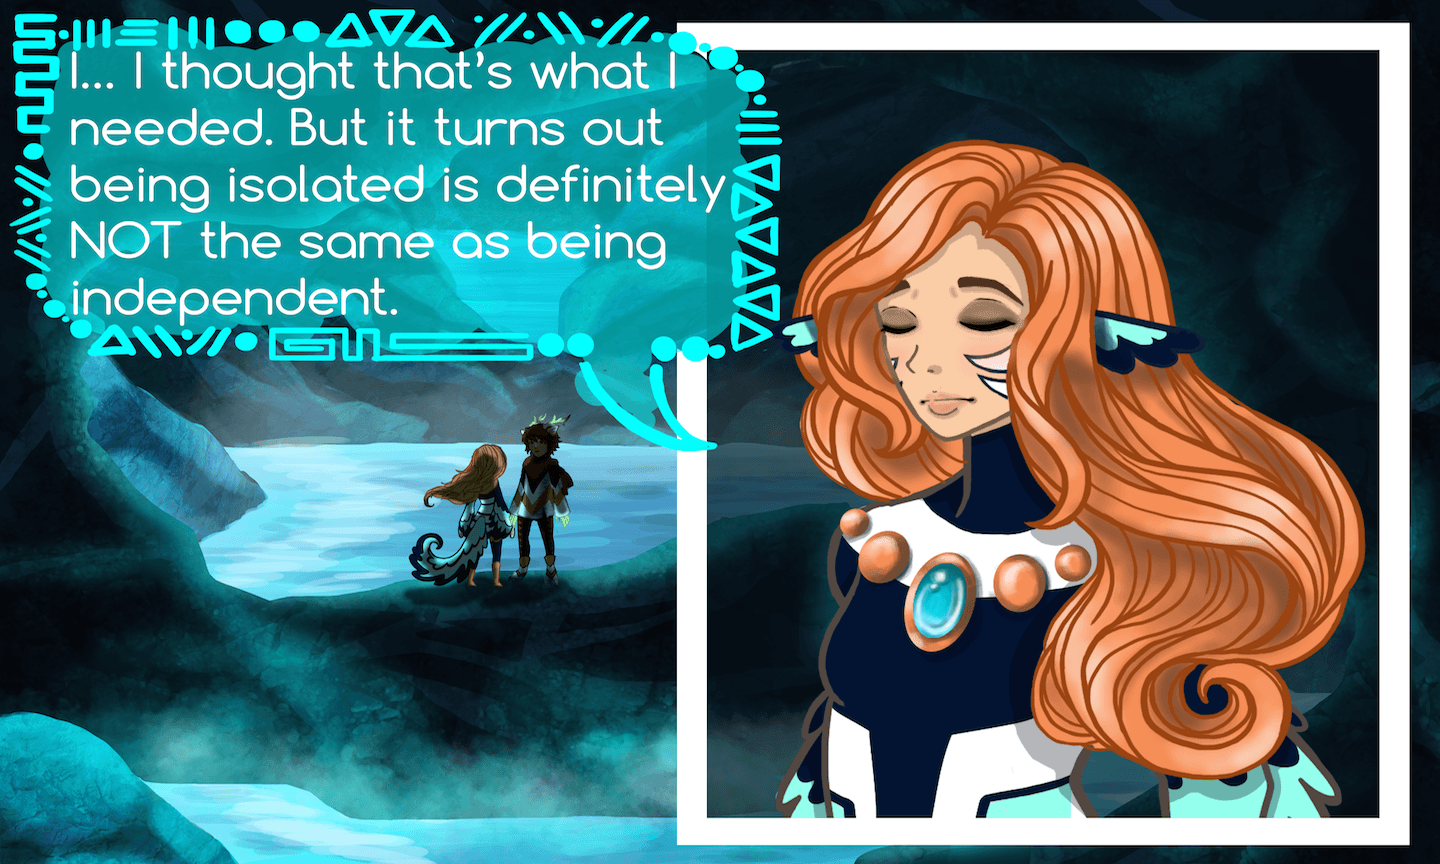 I... I thought that's what I
needed. But it turns out
being isolated is definitely
NOT the same as being
independent.